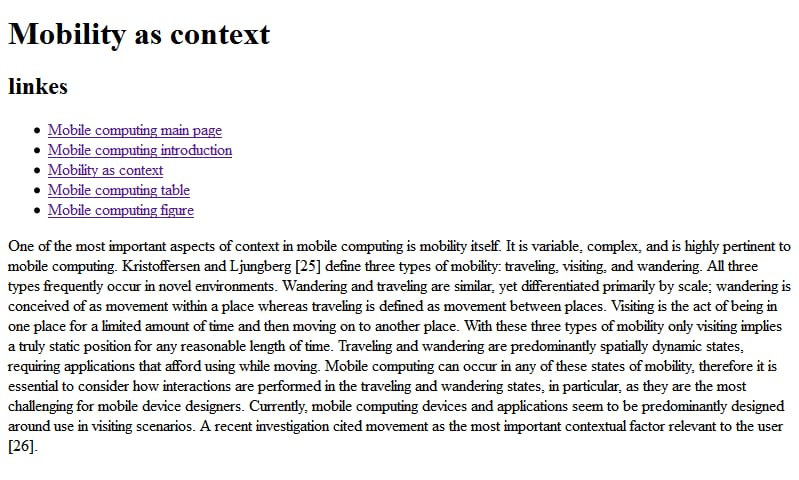 Mobility as context
linkes
Mobile computing main page
Mobile computing introduction
Mobility as context
Mobile computing table
Mobile computing figure
One of the most important aspects of context in mobile computing is mobility itself. It is variable, complex, and is highly pertinent to
mobile computing. Kristoffersen and Ljungberg [25] define three types of mobility: traveling, visiting, and wandering. All three
types frequently occur in novel environments. Wandering and traveling are similar, yet differentiated primarily by scale; wandering is
conceived of as movement within a place whereas traveling is defined as movement between places. Visiting is the act of being in
one place for a limited amount of time and then moving on to another place. With these three types of mobility only visiting implies
a truly static position for any reasonable length of time. Traveling and wandering are predominantly spatially dynamic states,
requiring applications that afford using while moving. Mobile computing can occur in any of these states of mobility, therefore it is
essential to consider how interactions are performed in the traveling and wandering states, in particular, as they are the most
challenging for mobile device designers. Currently, mobile computing devices and applications seem to be predominantly designed
around use in visiting scenarios. A recent investigation cited movement as the most important contextual factor relevant to the user
[26].